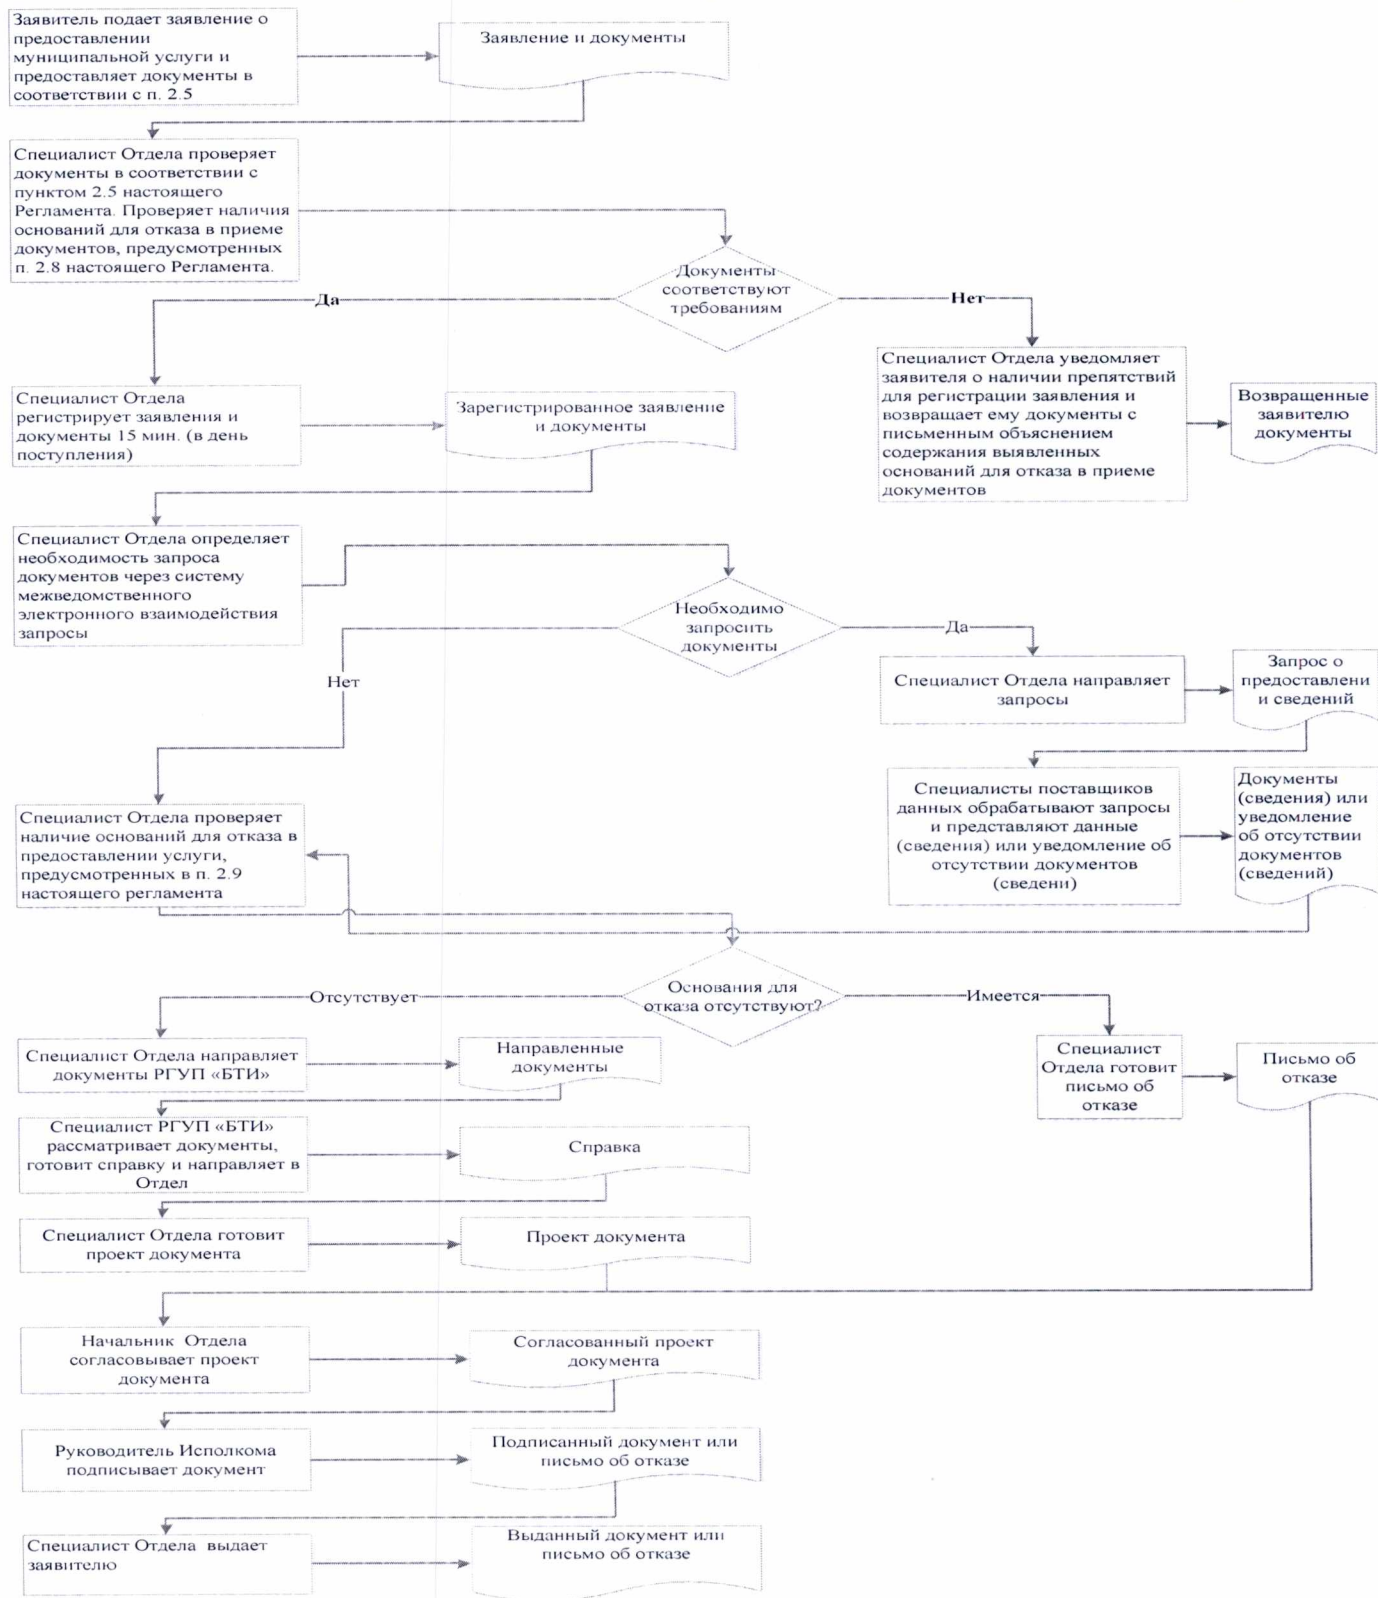 Заявитель подает заявление о
предоставлении
муниципальной услуги и
предоставляет документы в
соответствии с п. 2.5
Заявление и документы
Специалист Отдела проверяет
документы в соответствии с
пунктом 2.5 настоящего
Регламента. Проверяет наличия
оснований для отказа в приеме
документов, предусмотренных
п. 2.8 настоящего Регламента.
Документы
соответствуют
требованиям
Да
Нет
Специалист Отдела
регистрирует заявления и
документы 15 мин. (в день
поступления)
Зарегистрированное заявление
и документы
Специалист Отдела уведомляет
заявителя о наличии препятствий
для регистрации заявления и
возвращает ему документы с
письменным объяснением
содержания выявленных
оснований для отказа в приеме
документов
Возвращенные
заявителю
документы
Специалист Отдела определяет
необходимость запроса
документов через систему
межведомственного
электронного взаимодействия
запросы
Необходимо
запросить
документы
Да
Нет
Специалист Отдела направляет
запросы
Запрос о
предоставлени
и сведений
Специалисты поставщиков
данных обрабатывают запросы
и представляют данные
(сведения) или уведомление об
отсутствии документов
(сведени)
Документы
(сведения) или
уведомление
об отсутствии
документов
(сведений)
Специалист Отдела проверяет
наличие оснований для отказа в
предоставлении услуги,
предусмотренных в п. 2.9
настоящего регламента
Основания для
отказа отсутствуют?
Отсутствует
Имеется
Специалист Отдела направляет
документы РГУП «БТИ»
Направленные
документы
Специалист
Отдела готовит
письмо об
отказе
Письмо об
отказе
Специалист РГУП «БТИ»
рассматривает документы,
готовит справку и направляет в
Отдел
Справка
Специалист Отдела готовит
проект документа
Проект документа
Начальник Отдела
согласовывает проект
документа
Согласованный проект
документа
Руководитель Исполкома
подписывает документ
Подписанный документ или
письмо об отказе
Специалист Отдела выдает
заявителю
Выданный документ или
письмо об отказе